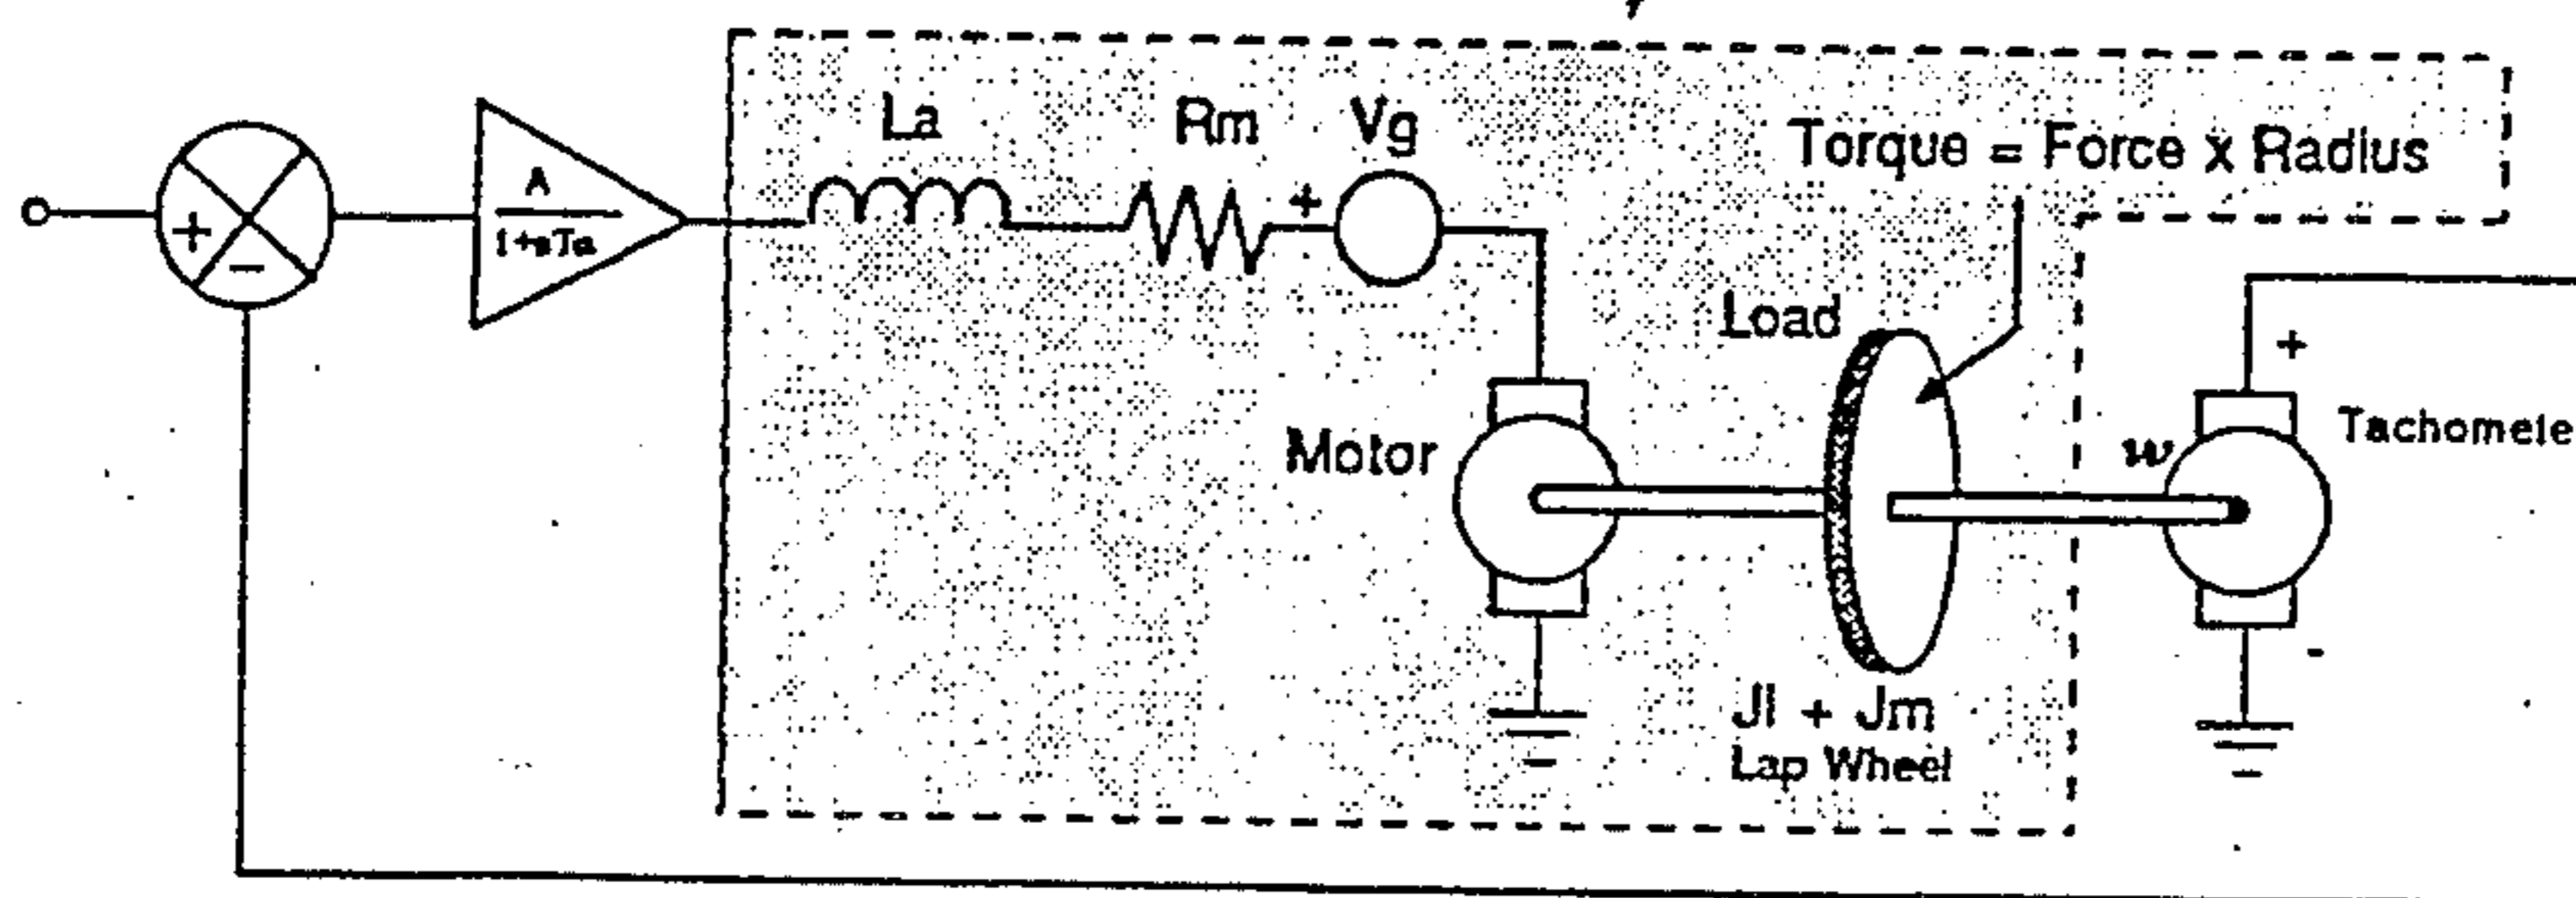 La
Rm
Vg
Torque = Force x Radius
A
1+sTa
+
+
−
Load
+
Motor
w
Tachomete
-
Jl + Jm
Lap Wheel